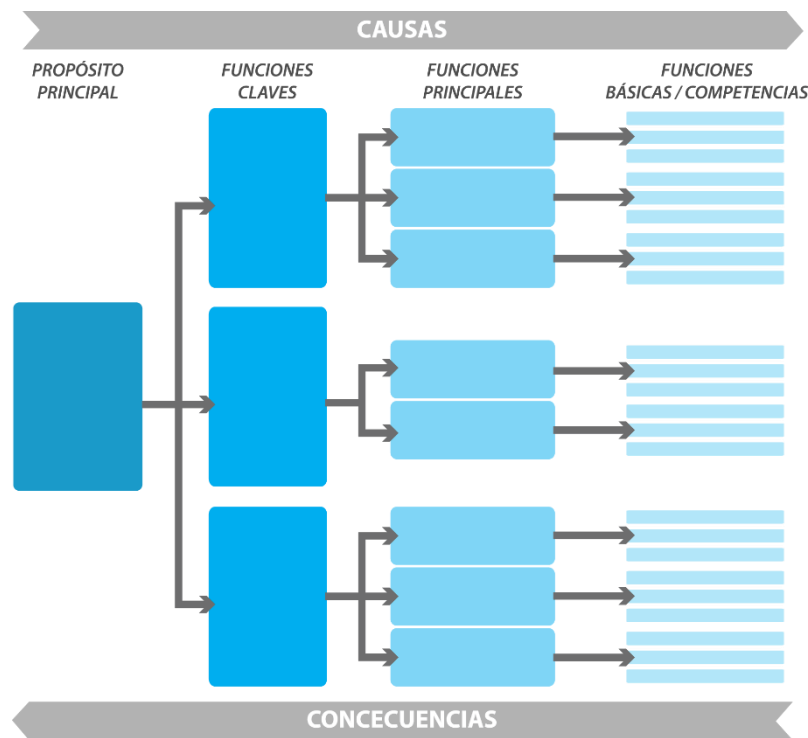 CAUSAS
PROPÓSITO
PRINCIPAL
FUNCIONES
CLAVES
FUNCIONES
PRINCIPALES
FUNCIONES
BÁSICAS / COMPETENCIAS
CONCECUENCIAS